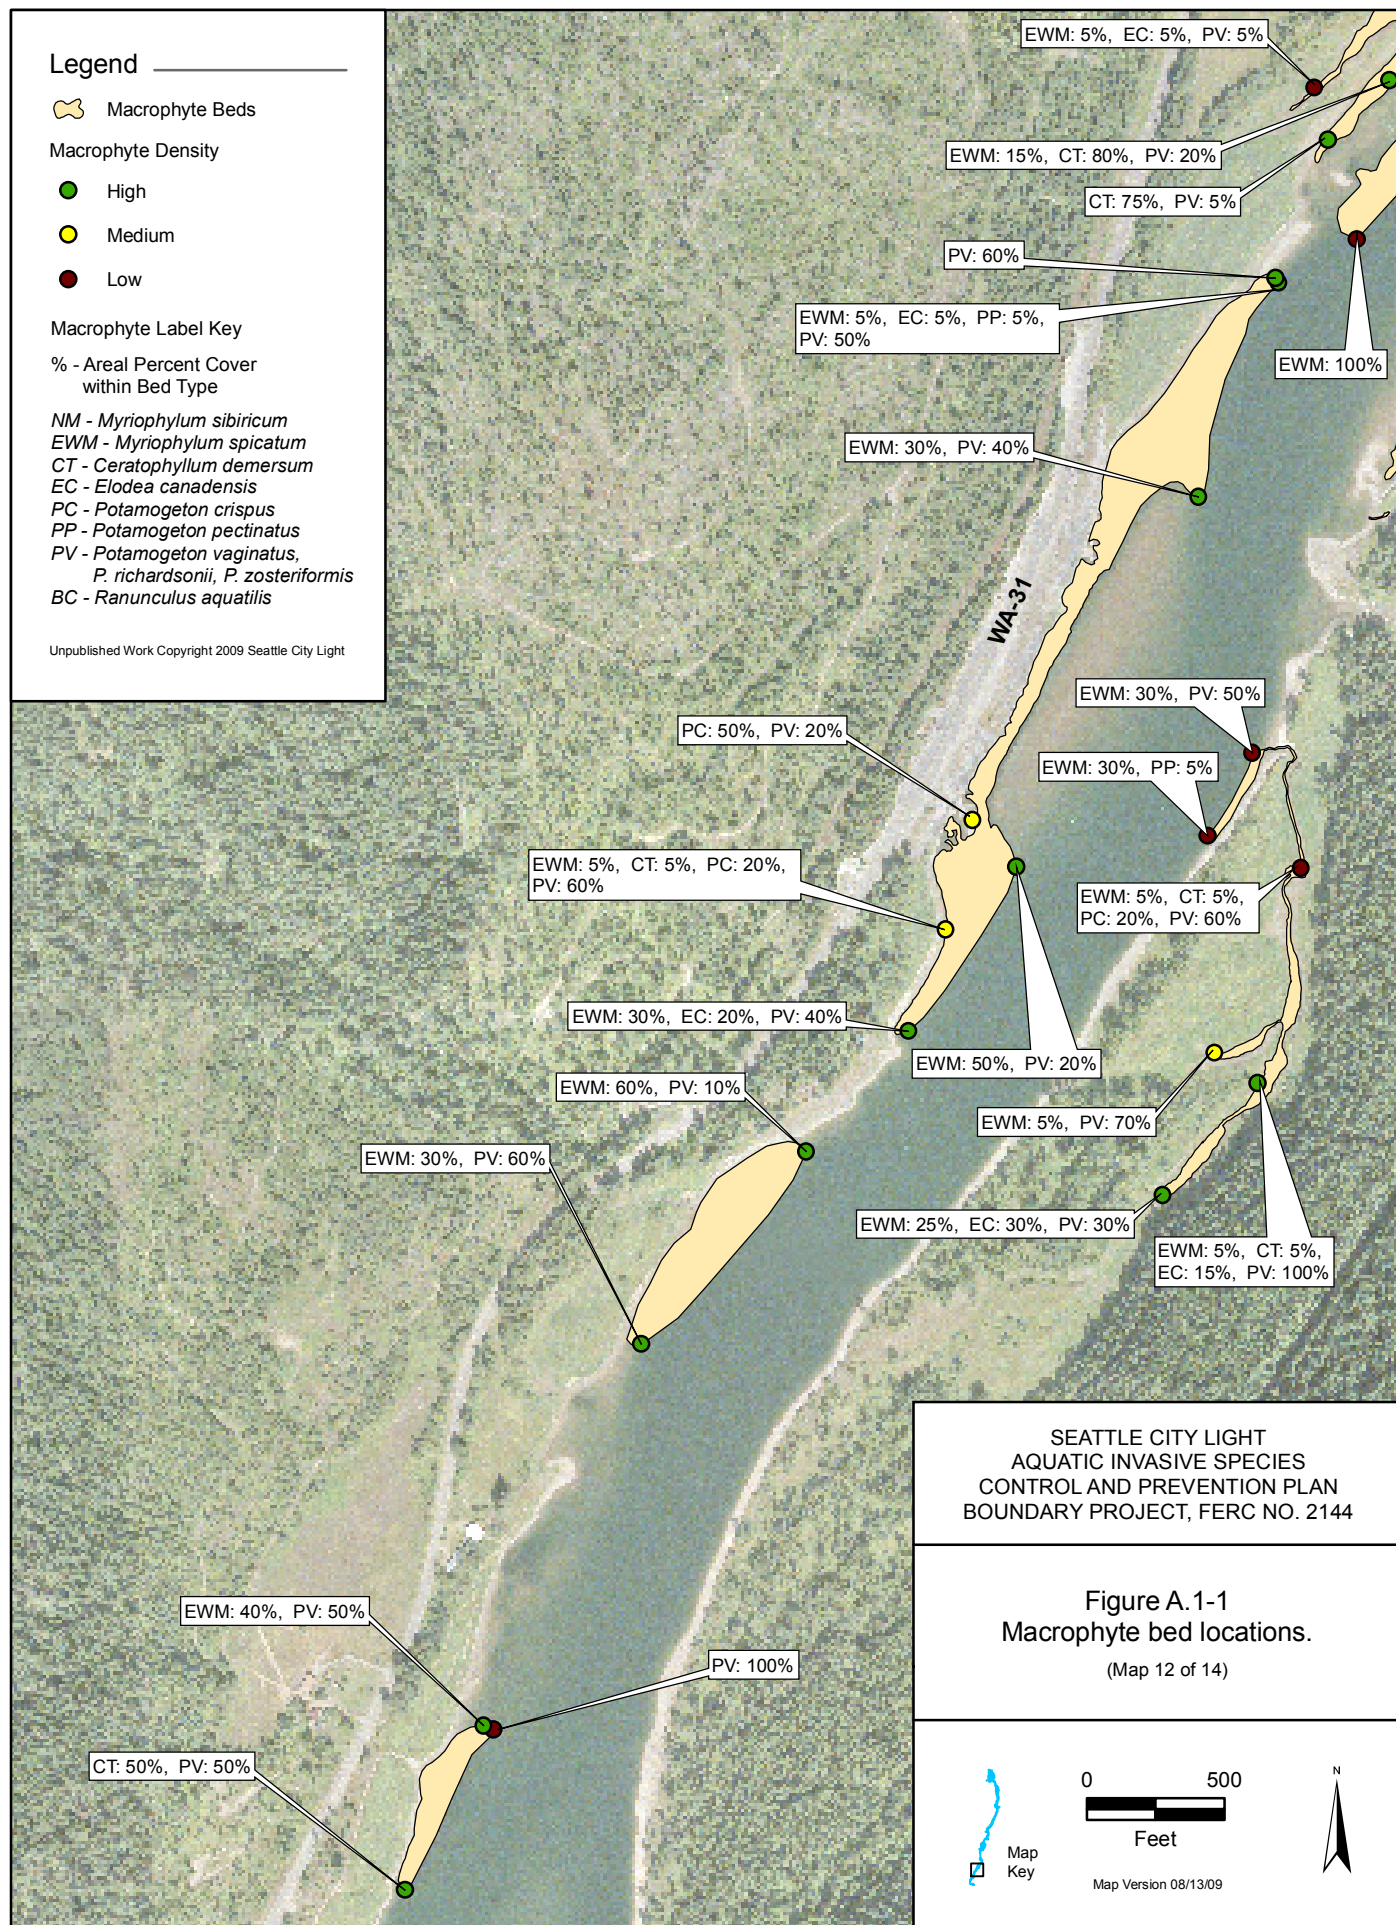 Legend
Macrophyte Beds
Macrophyte Density
High
Medium
Low
Macrophyte Label Key
% - Areal Percent Cover
within Bed Type
NM - Myriophylum sibiricum
EWM - Myriophylum spicatum
CT - Ceratophyllum demersum
EC - Elodea canadensis
PC - Potamogeton crispus
PP - Potamogeton pectinatus
PV - Potamogeton vaginatus,
P. richardsonii, P. zosteriformis
BC - Ranunculus aquatilis
Unpublished Work Copyright 2009 Seattle City Light
EWM: 5%, EC: 5%, PV: 5%
EWM: 15%, CT: 80%, PV: 20%
CT: 75%, PV: 5%
PV: 60%
EWM: 5%, EC: 5%, PP: 5%,
PV: 50%
EWM: 100%
EWM: 30%, PV: 40%
WA-31
EWM: 30%, PV: 50%
PC: 50%, PV: 20%
EWM: 30%, PP: 5%
EWM: 5%, CT: 5%, PC: 20%,
PV: 60%
EWM: 5%, CT: 5%,
PC: 20%, PV: 60%
EWM: 30%, EC: 20%, PV: 40%
EWM: 50%, PV: 20%
EWM: 60%, PV: 10%
EWM: 5%, PV: 70%
EWM: 30%, PV: 60%
EWM: 25%, EC: 30%, PV: 30%
EWM: 5%, CT: 5%,
EC: 15%, PV: 100%
EWM: 40%, PV: 50%
PV: 100%
CT: 50%, PV: 50%
SEATTLE CITY LIGHT
AQUATIC INVASIVE SPECIES
CONTROL AND PREVENTION PLAN
BOUNDARY PROJECT, FERC NO. 2144
Figure A.1-1
Macrophyte bed locations.
(Map 12 of 14)
Map
Key
0 500
Feet
Map Version 08/13/09
N